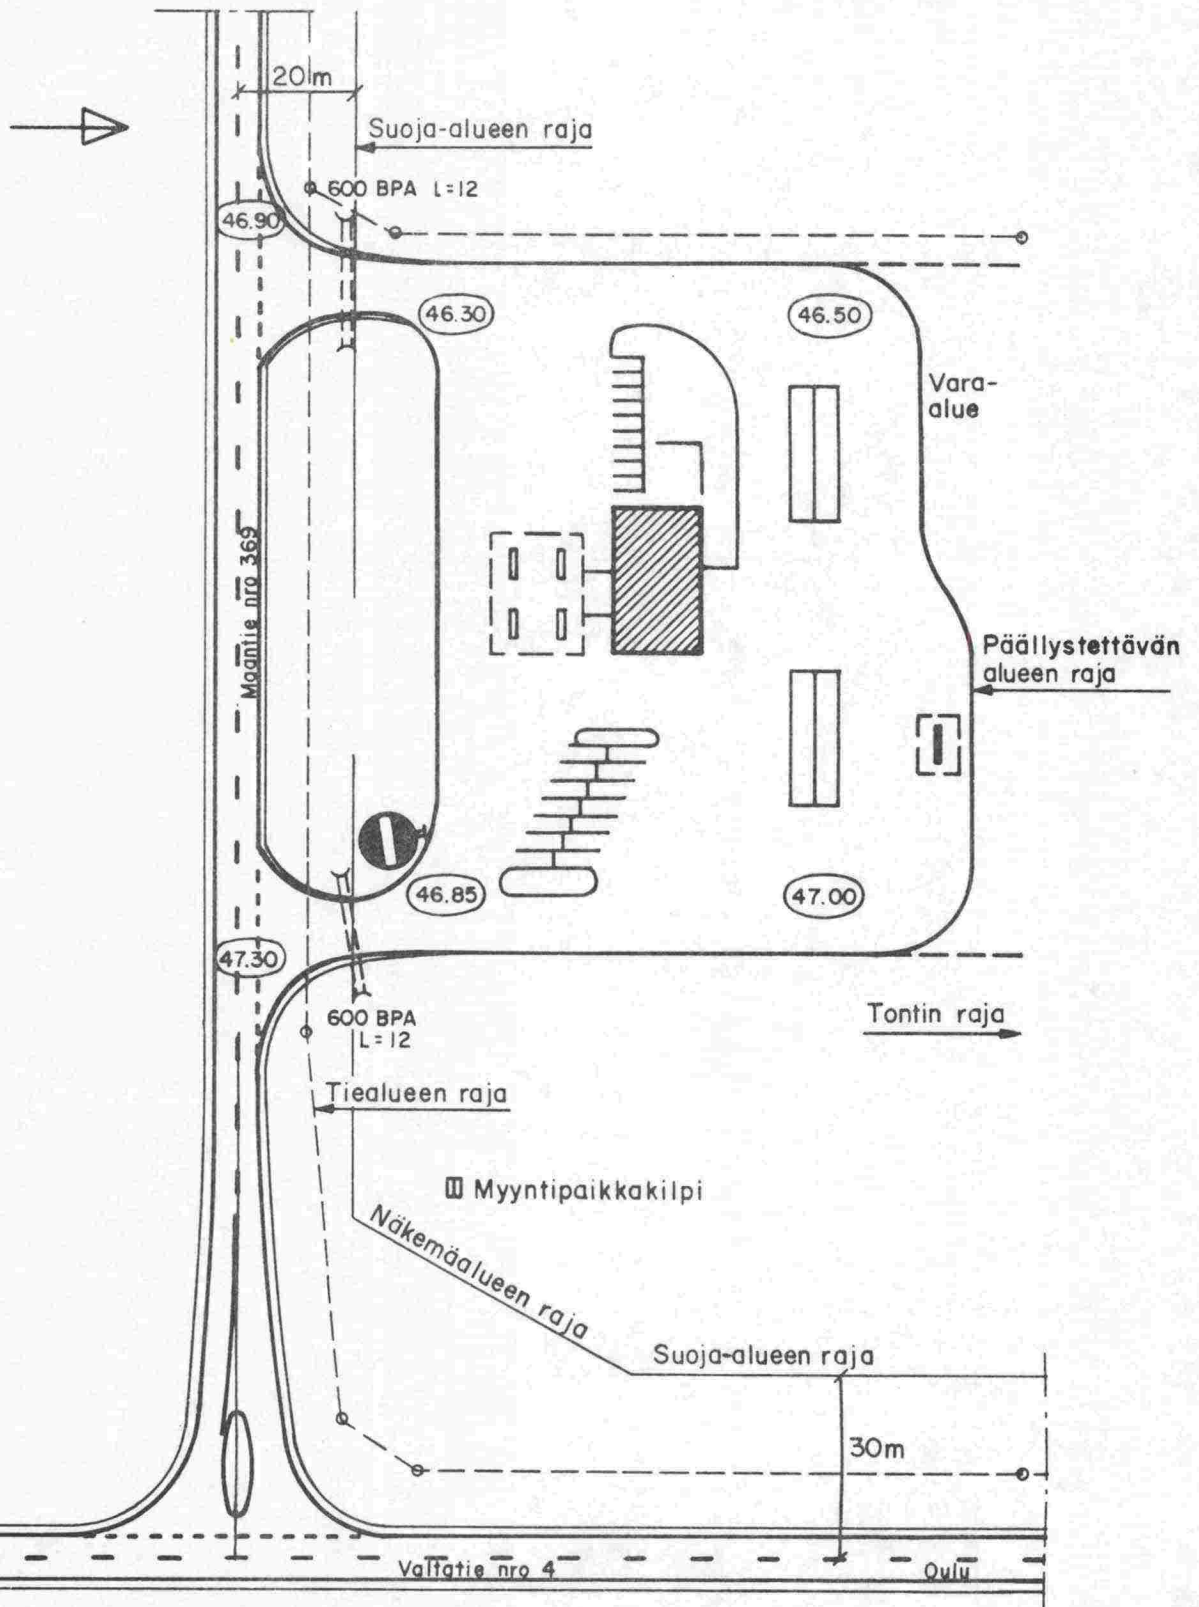 20m
Suoja-alueen raja
600 BPA L=12
46.90
46.30
46.50
Vara-
alue
Maantie nro 369
Päällystettävän
alueen raja
46.85
47.00
47.30
600 BPA
L=12
Tontin raja
Tiealueen raja
Myyntipaikkakilpi
Näkemäalueen raja
Suoja-alueen raja
30m
Valtatie nro 4
Oulu